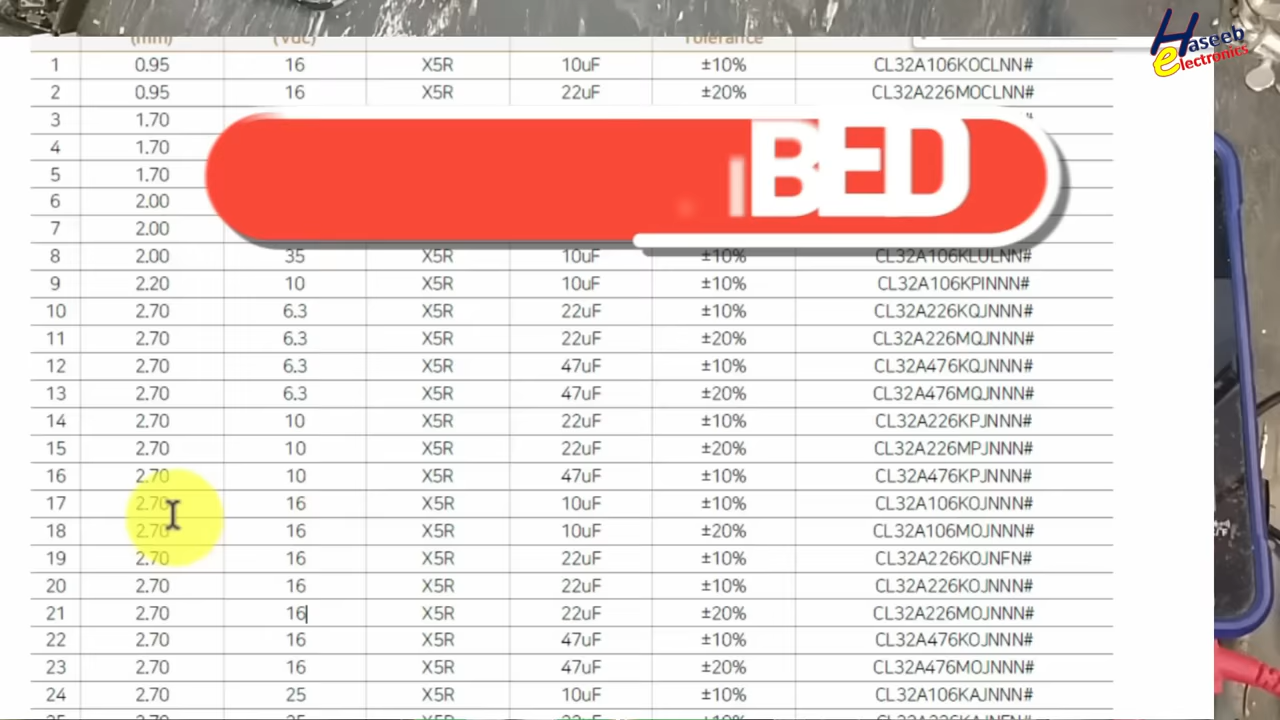 Haseeb
electronics
(mm) (Vdc) Tolerance
1 0.95 16 X5R 10uF ±10% CL32A106KOCLNN#
2 0.95 16 X5R 22uF ±20% CL32A226MOCLNN#
3 1.70
4 1.70
5 1.70
6 2.00
7 2.00
BED
8 2.00 35 X5R 10uF ±10% CL32A106KLULNN#
9 2.20 10 X5R 10uF ±10% CL32A106KPINNN#
10 2.70 6.3 X5R 22uF ±10% CL32A226KQJNNN#
11 2.70 6.3 X5R 22uF ±20% CL32A226MQJNNN#
12 2.70 6.3 X5R 47uF ±10% CL32A476KQJNNN#
13 2.70 6.3 X5R 47uF ±20% CL32A476MQJNNN#
14 2.70 10 X5R 22uF ±10% CL32A226KPJNNN#
15 2.70 10 X5R 22uF ±20% CL32A226MPJNNN#
16 2.70 10 X5R 47uF ±10% CL32A476KPJNNN#
17 2.70 16 X5R 10uF ±10% CL32A106KOJNNN#
18 2.70 16 X5R 10uF ±20% CL32A106MOJNNN#
19 2.70 16 X5R 22uF ±10% CL32A226KOJNFN#
20 2.70 16 X5R 22uF ±10% CL32A226KOJNNN#
21 2.70 16 X5R 22uF ±20% CL32A226MOJNNN#
22 2.70 16 X5R 47uF ±10% CL32A476KOJNNN#
23 2.70 16 X5R 47uF ±20% CL32A476MOJNNN#
24 2.70 25 X5R 10uF ±10% CL32A106KAJNNN#